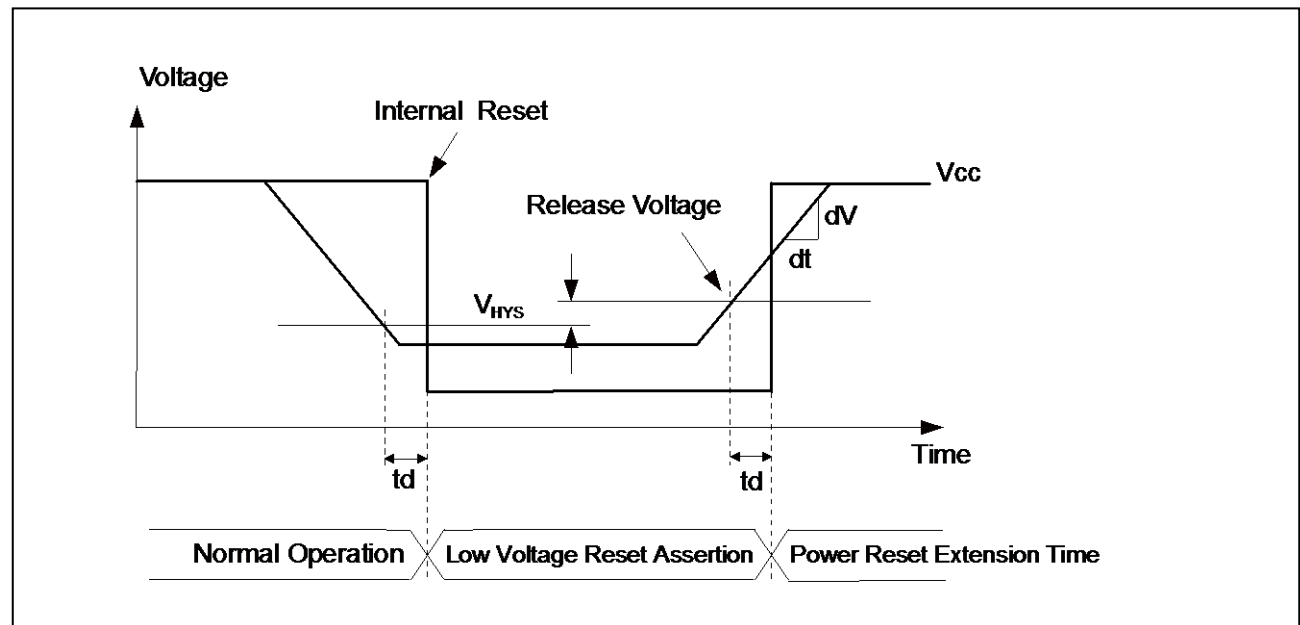 Voltage
Internal Reset
Vcc
Release Voltage
dV
dt
VHYS
Time
td
td
Normal Operation
Low Voltage Reset Assertion
Power Reset Extension Time